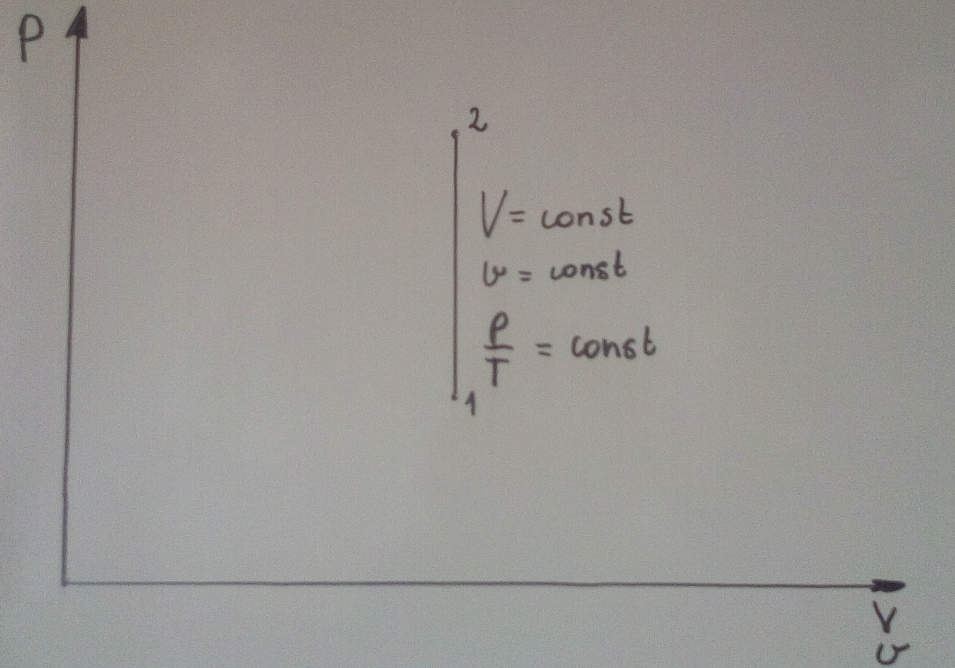 P
2
V = const
v = const
P/T = const
1
V
v